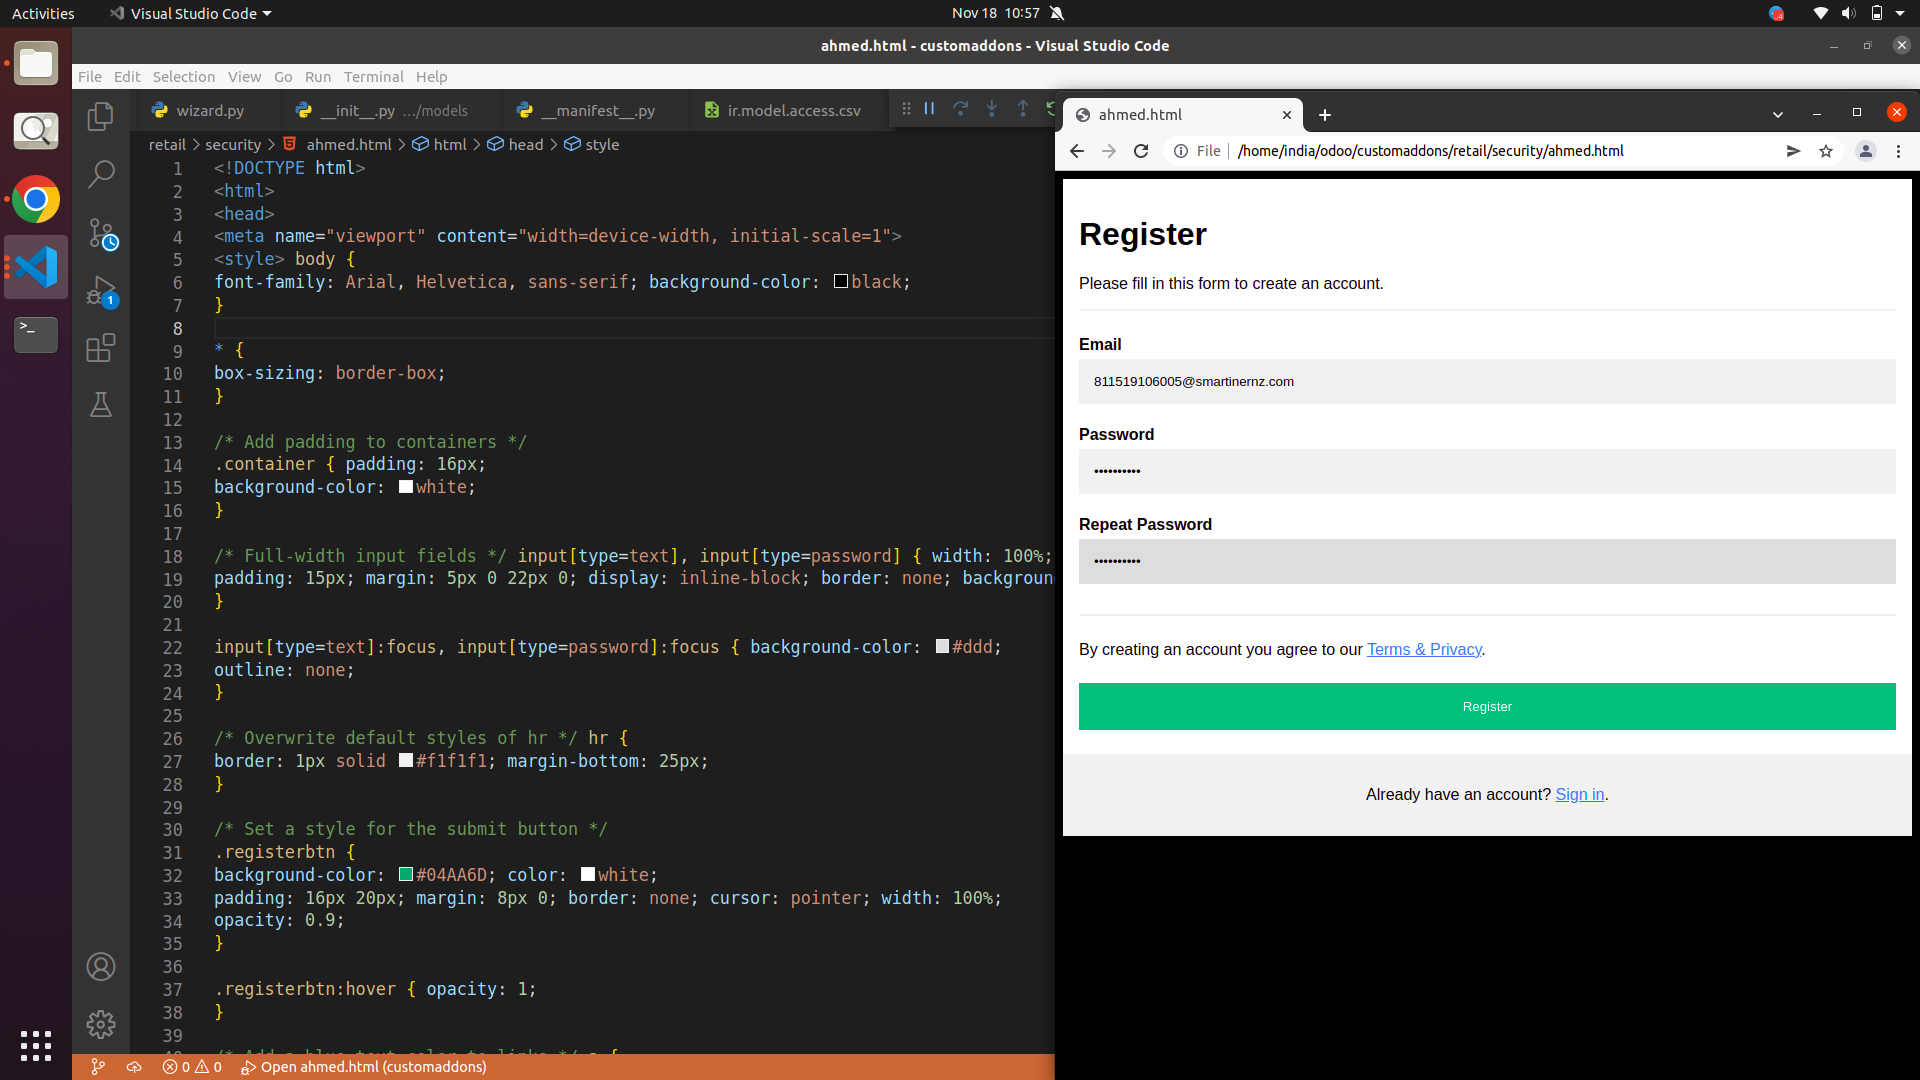 Activities
Visual Studio Code
Nov 18 10:57
ahmed.html - customaddons - Visual Studio Code
File Edit Selection View Go Run Terminal Help
wizard.py
__init__.py .../models
__manifest__.py
ir.model.access.csv
retail > security > ahmed.html > html > head > style
1 <!DOCTYPE html>
2 <html>
3 <head>
4 <meta name="viewport" content="width=device-width, initial-scale=1">
5 <style> body {
6 font-family: Arial, Helvetica, sans-serif; background-color: black;
7 }
8
9 * {
10 box-sizing: border-box;
11 }
12
13 /* Add padding to containers */
14 .container { padding: 16px;
15 background-color: white;
16 }
17
18 /* Full-width input fields */ input[type=text], input[type=password] { width: 100%;
19 padding: 15px; margin: 5px 0 22px 0; display: inline-block; border: none; backgroun
20 }
21
22 input[type=text]:focus, input[type=password]:focus { background-color: #ddd;
23 outline: none;
24 }
25
26 /* Overwrite default styles of hr */ hr {
27 border: 1px solid #f1f1f1; margin-bottom: 25px;
28 }
29
30 /* Set a style for the submit button */
31 .registerbtn {
32 background-color: #04AA6D; color: white;
33 padding: 16px 20px; margin: 8px 0; border: none; cursor: pointer; width: 100%;
34 opacity: 0.9;
35 }
36
37 .registerbtn:hover { opacity: 1;
38 }
39
40 /* Add a blue text color to links */ a {
1
0 0 Open ahmed.html (customaddons)
ahmed.html
File | /home/india/odoo/customaddons/retail/security/ahmed.html
Register
Please fill in this form to create an account.
Email
811519106005@smartinernz.com
Password
••••••••••
Repeat Password
••••••••••
By creating an account you agree to our Terms & Privacy.
Register
Already have an account? Sign in.